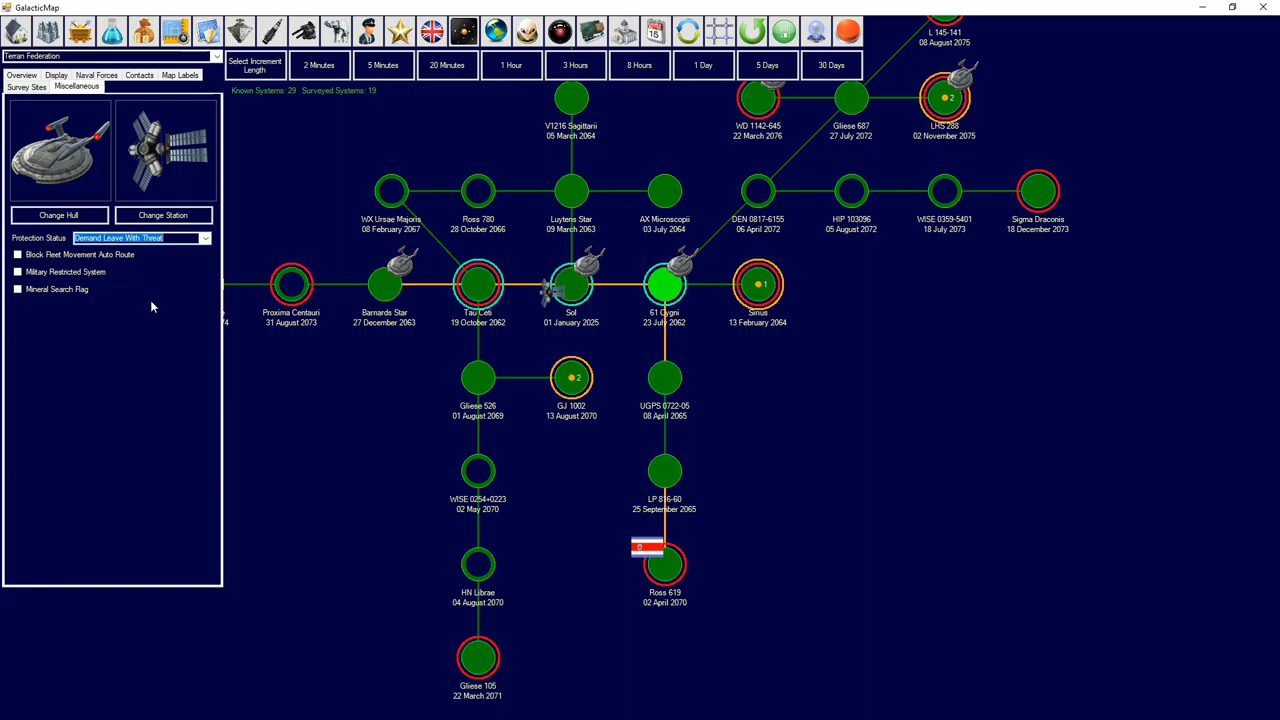 GalacticMap
15
Terran Federation
Select Increment
Length
2 Minutes
5 Minutes
20 Minutes
1 Hour
3 Hours
8 Hours
1 Day
5 Days
30 Days
Overview
Display
Naval Forces
Contacts
Map Labels
Survey Sites
Miscellaneous
Known Systems: 29 Surveyed Systems: 19
Change Hull
Change Station
Protection Status
Demand Leave With Threat
Block Fleet Movement Auto Route
Military Restricted System
Mineral Search Flag
L 145-141
08 August 2075
V1216 Sagittarii
05 March 2064
WD 1142-645
22 March 2076
Gliese 687
27 July 2072
2
LHS 288
02 November 2075
WX Ursae Majoris
08 February 2067
Ross 780
28 October 2066
Luytens Star
09 March 2063
AX Microscopii
03 July 2064
DEN 0817-6155
06 April 2072
HIP 103096
05 August 2072
WISE 0359-5401
18 July 2073
Sigma Draconis
18 December 2073
Proxima Centauri
31 August 2073
Barnards Star
27 December 2063
Tau Ceti
19 October 2062
Sol
01 January 2025
61 Cygni
23 July 2062
1
Sirius
13 February 2064
Gliese 526
01 August 2069
2
GJ 1002
13 August 2070
UGPS 0722-05
08 April 2065
WISE 0254+0223
02 May 2070
LP 816-60
25 September 2065
HN Librae
04 August 2070
Ross 619
02 April 2070
Gliese 105
22 March 2071